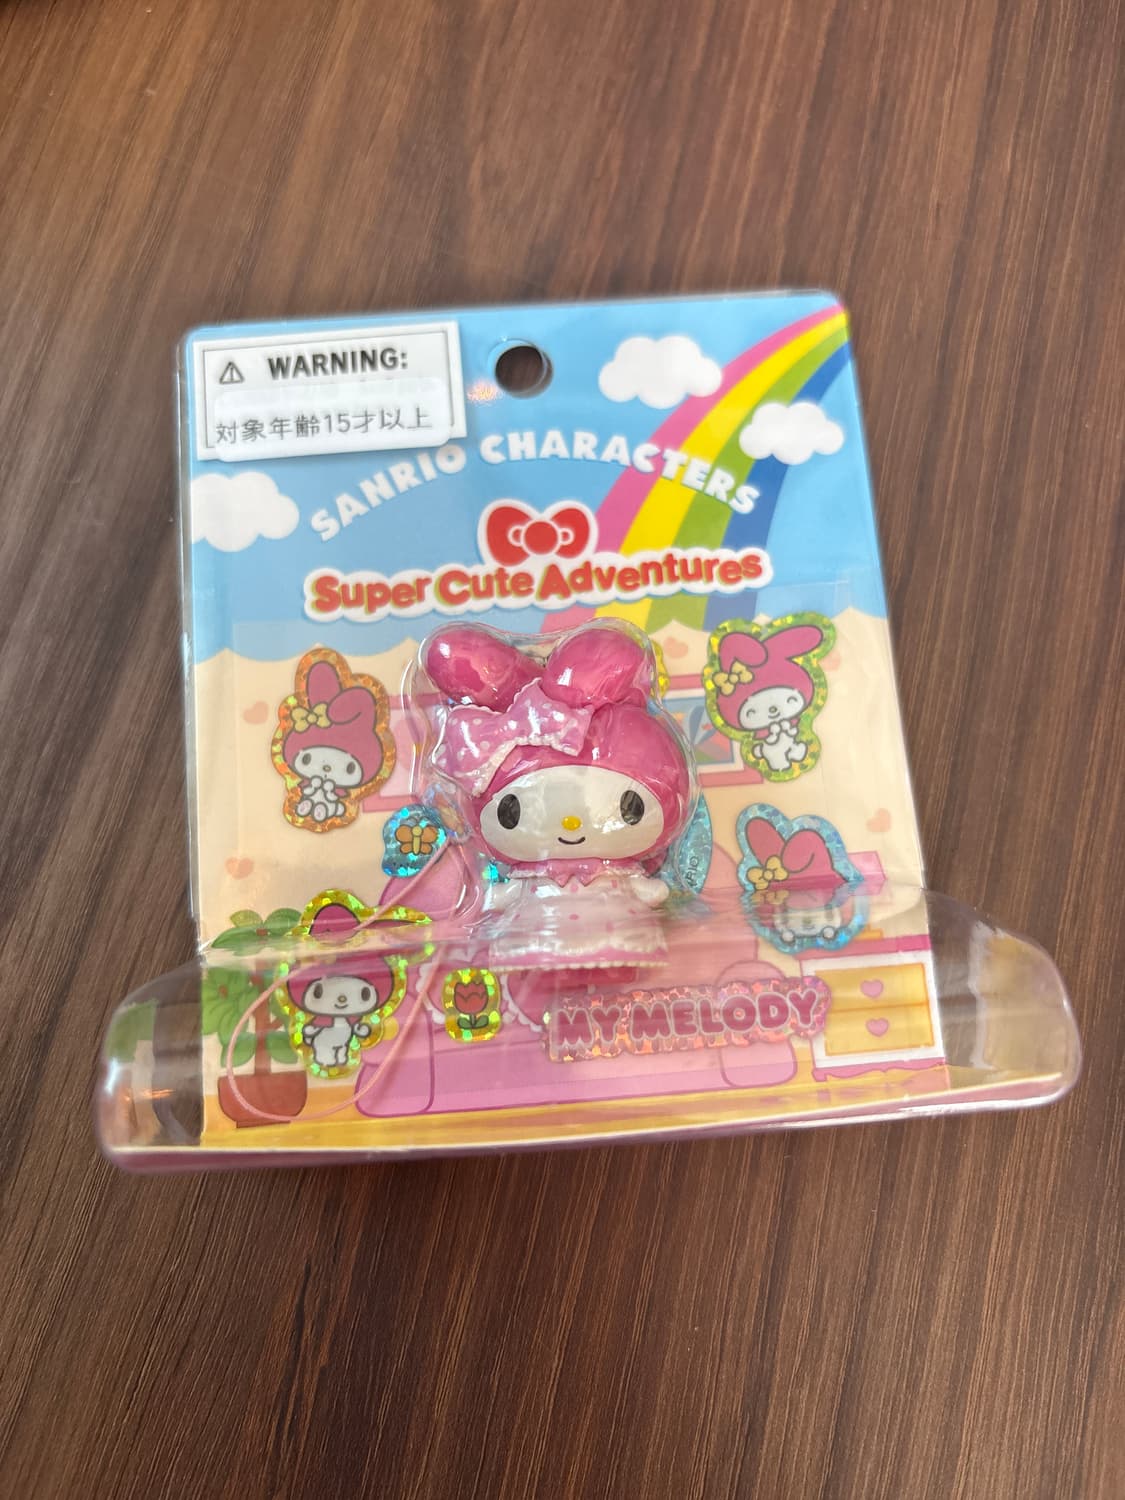 WARNING:
対象年齢15才以上
SANRIO CHARACTERS
Super Cute Adventures
MY MELODY